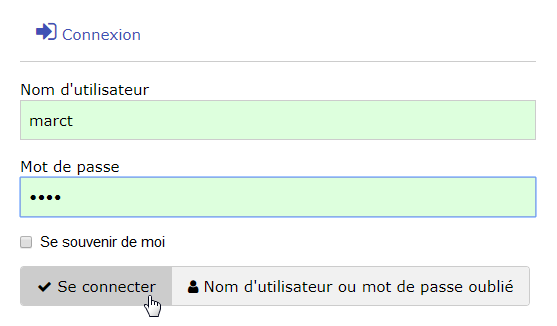 Connexion
Nom d'utilisateur
marct
Mot de passe
••••
Se souvenir de moi
Se connecter
Nom d'utilisateur ou mot de passe oublié